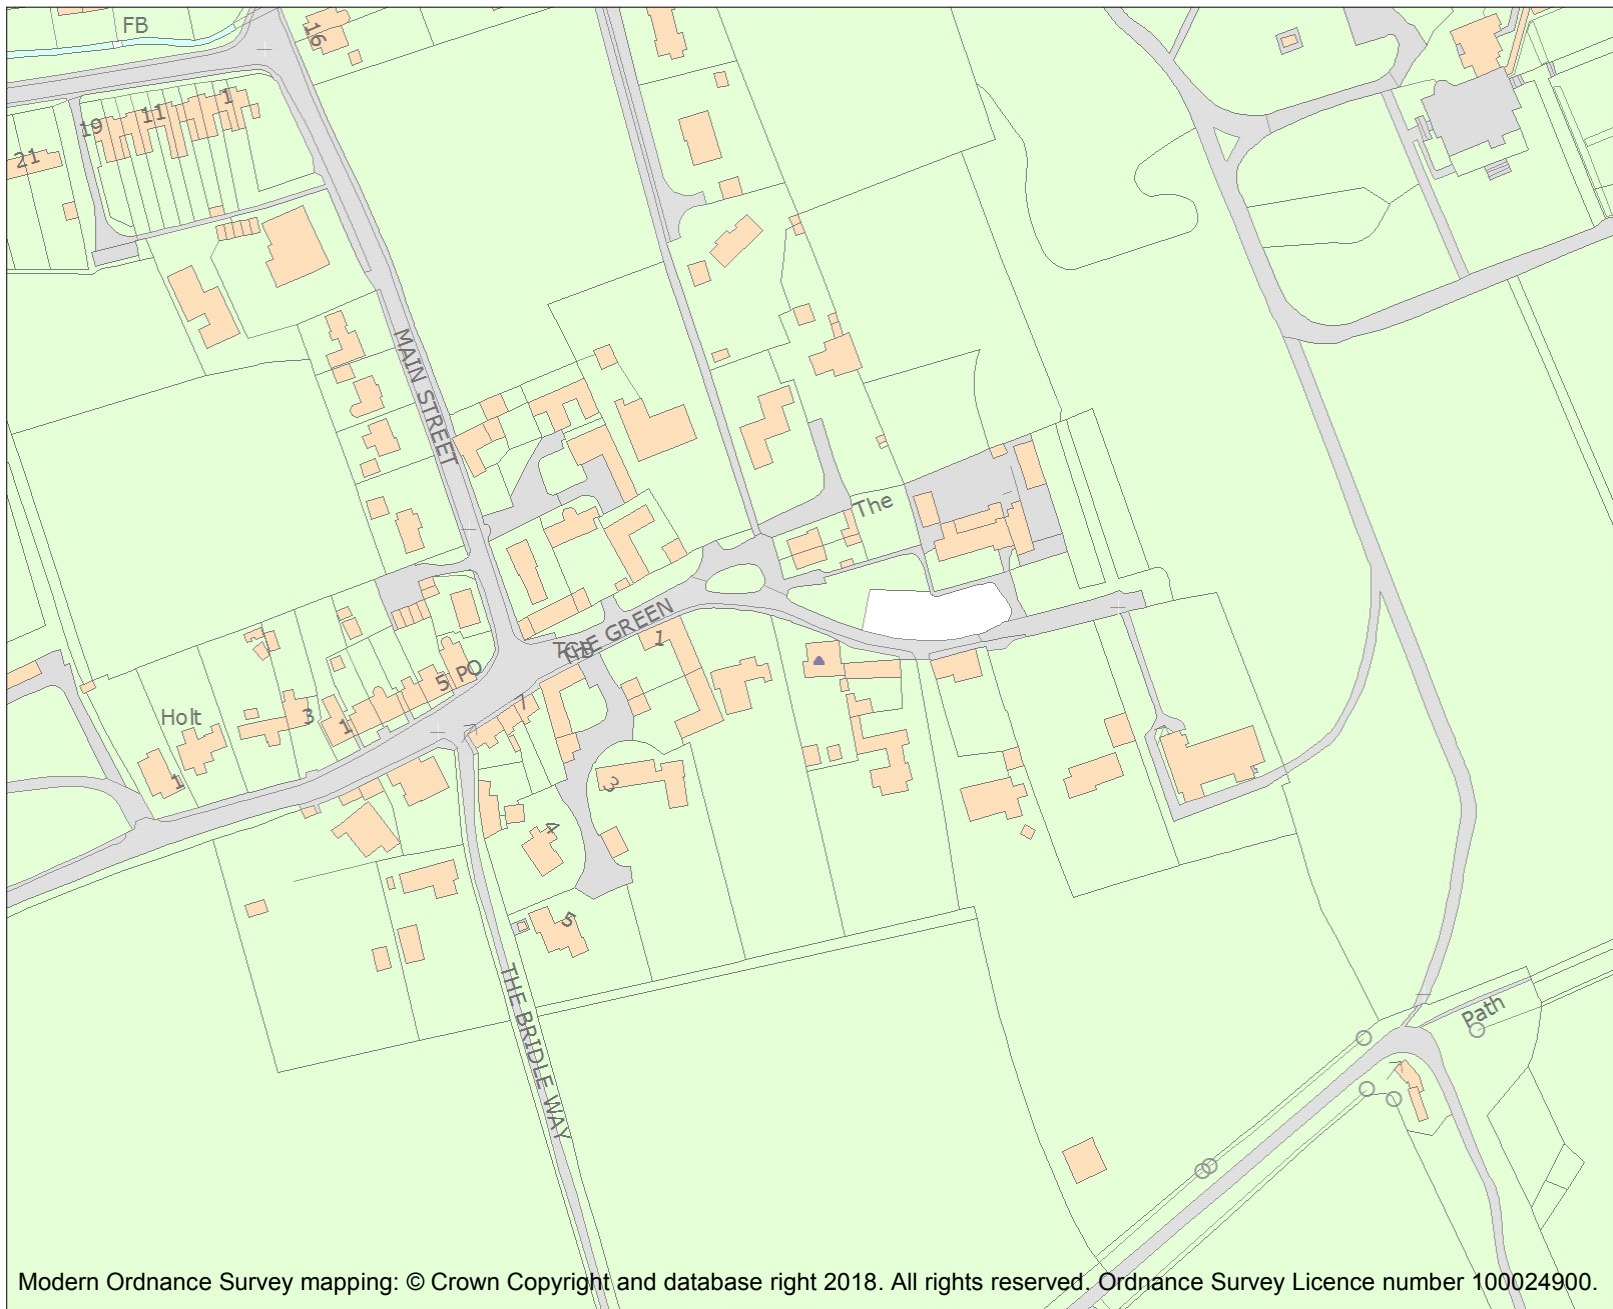 FB
16
1
11
19
21
MAIN STREET
The
THE GREEN
TCB
1
5 PO
7
Holt
3
1
1
3
4
5
THE BRIDLE WAY
Path
Modern Ordnance Survey mapping: © Crown Copyright and database right 2018. All rights reserved. Ordnance Survey Licence number 100024900.